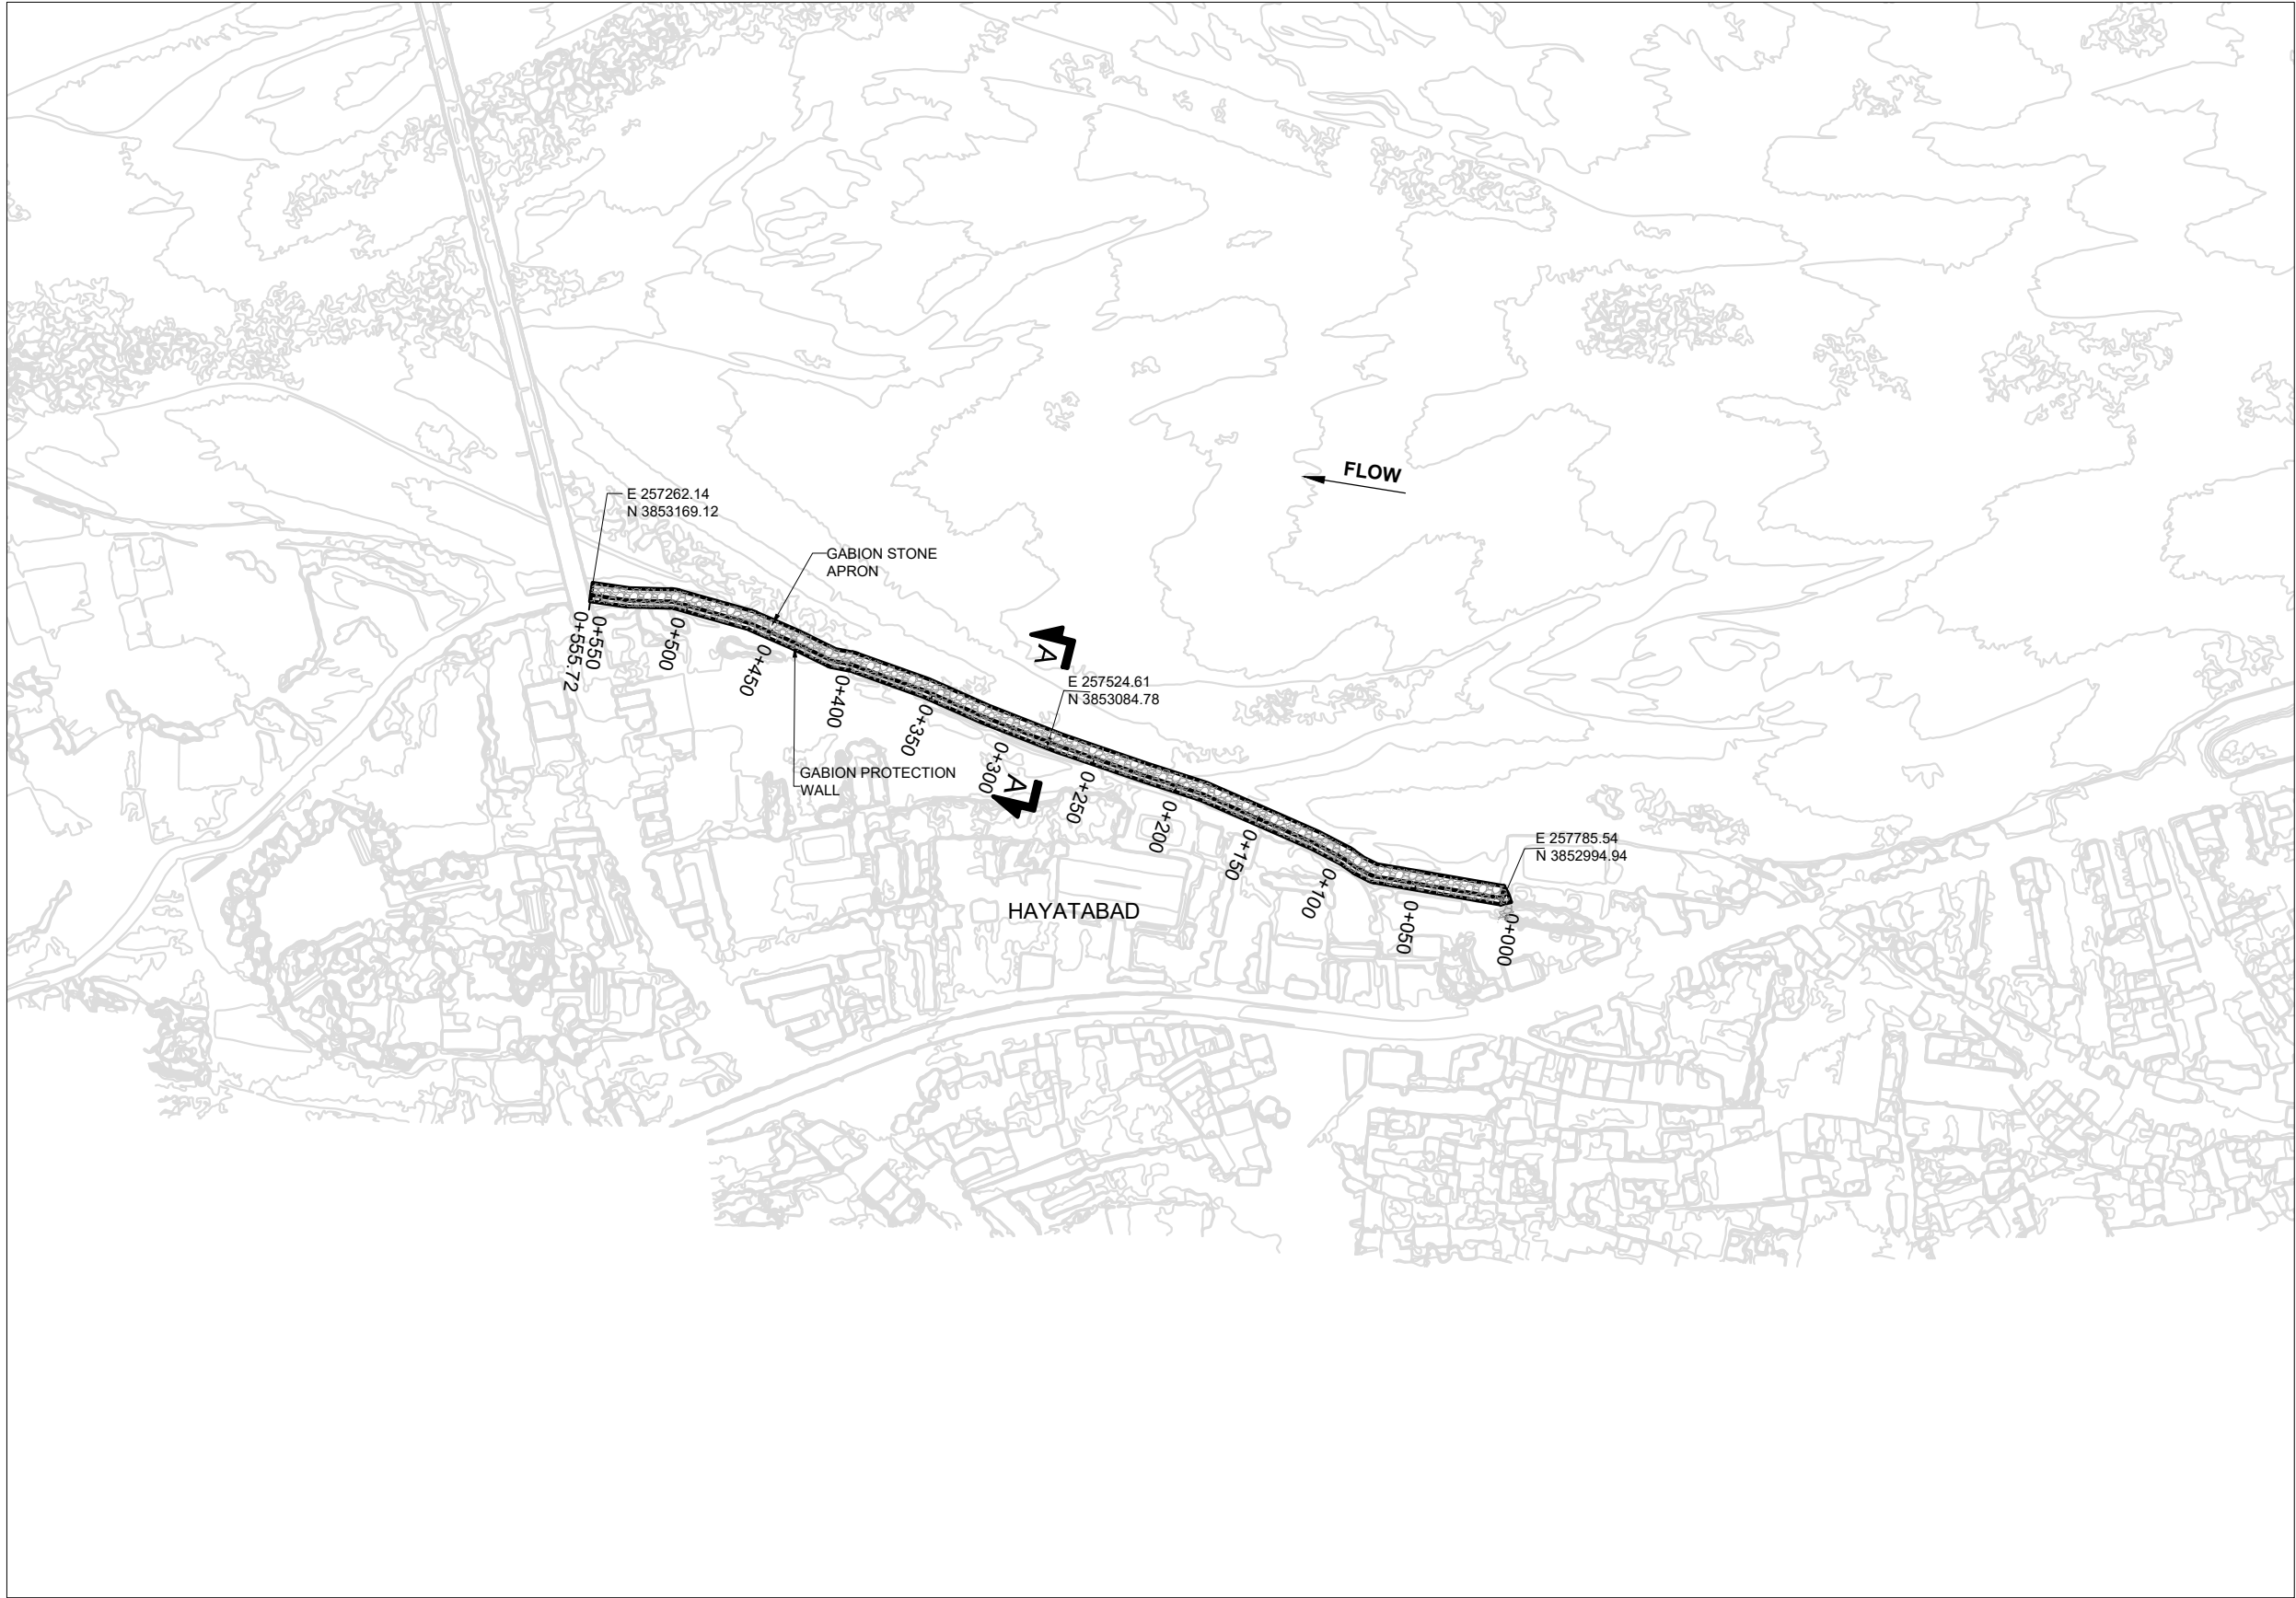 FLOW
E 257262.14
N 3853169.12
GABION STONE
APRON
0+555.72
0+550
0+500
0+450
0+400
0+350
0+300
0+250
0+200
0+150
0+100
0+050
0+000
A
E 257524.61
N 3853084.78
GABION PROTECTION
WALL
A
E 257785.54
N 3852994.94
HAYATABAD